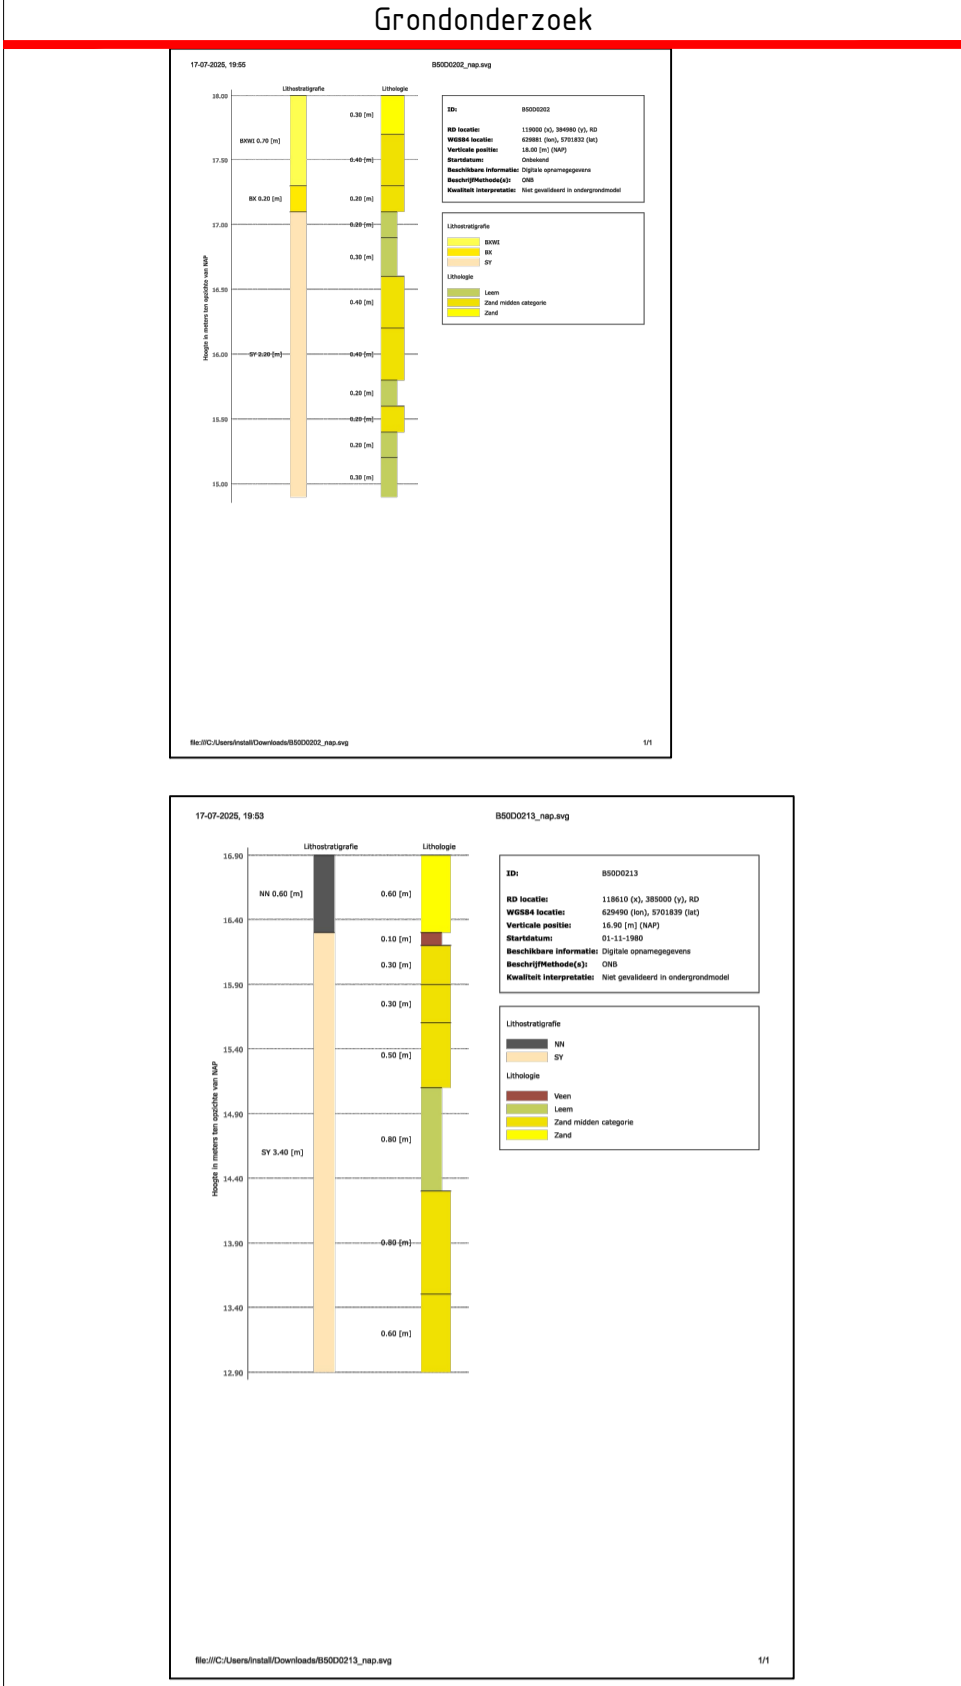 Grondonderzoek
17-07-2025, 19:55 B50D0202_nap.svg
Lithostratigrafie Lithologie
18.00
0.30 [m]
BXWI 0.70 [m]
17.50
0.40 [m]
BX 0.20 [m]
0.20 [m]
17.00
0.20 [m]
0.30 [m]
16.50
0.40 [m]
16.00
SY 2.20 [m]
0.40 [m]
0.20 [m]
15.50
0.20 [m]
0.20 [m]
0.30 [m]
15.00
Hoogte in meters ten opzichte van NAP
ID: B50D0202
RD locatie: 119000 (x), 384980 (y), RD
WGS84 locatie: 629881 (lon), 5701832 (lat)
Verticale positie: 18.00 [m] (NAP)
Startdatum: Onbekend
Beschikbare informatie: Digitale opnamegegevens
BeschrijfMethode(s): ONB
Kwaliteit interpretatie: Niet gevalideerd in ondergrondmodel
Lithostratigrafie
BXWI
BX
SY
Lithologie
Leem
Zand midden categorie
Zand
file:///C:/Users/install/Downloads/B50D0202_nap.svg 1/1
17-07-2025, 19:53 B50D0213_nap.svg
Lithostratigrafie Lithologie
16.90
NN 0.60 [m]
0.60 [m]
16.40
0.10 [m]
0.30 [m]
15.90
0.30 [m]
15.40
0.50 [m]
14.90
0.80 [m]
SY 3.40 [m]
14.40
13.90
0.80 [m]
13.40
0.60 [m]
12.90
Hoogte in meters ten opzichte van NAP
ID: B50D0213
RD locatie: 118610 (x), 385000 (y), RD
WGS84 locatie: 629490 (lon), 5701839 (lat)
Verticale positie: 16.90 [m] (NAP)
Startdatum: 01-11-1980
Beschikbare informatie: Digitale opnamegegevens
BeschrijfMethode(s): ONB
Kwaliteit interpretatie: Niet gevalideerd in ondergrondmodel
Lithostratigrafie
NN
SY
Lithologie
Veen
Leem
Zand midden categorie
Zand
file:///C:/Users/install/Downloads/B50D0213_nap.svg 1/1